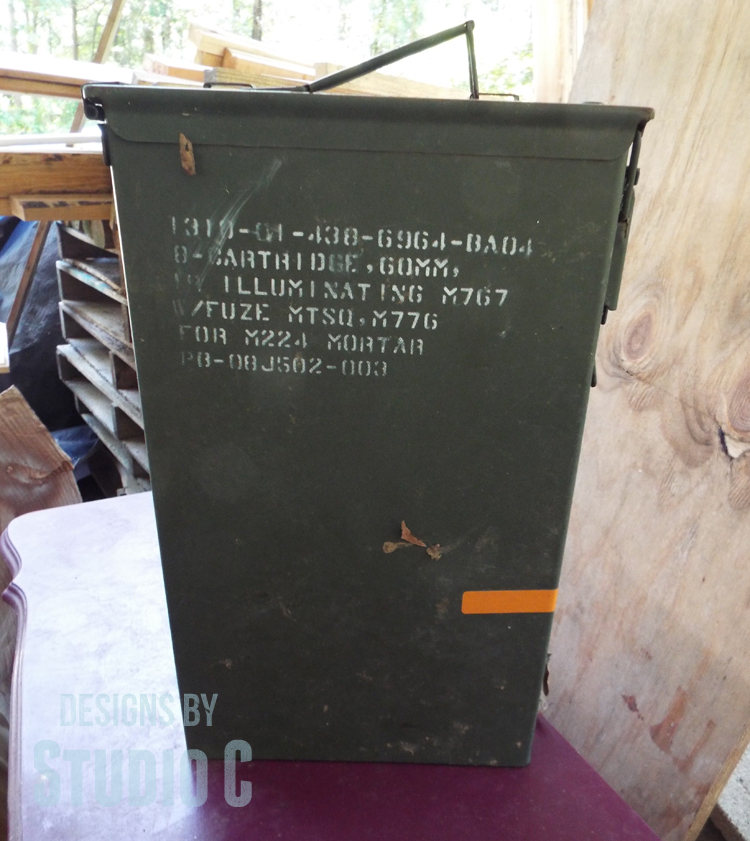 1310-01-438-6964-BA04
8-CARTRIDGE,60MM,
ILLUMINATING M767
W/FUZE MTSQ,M776
FOR M224 MORTAR
PB-08J502-003
DESIGNS BY
STUDIO C